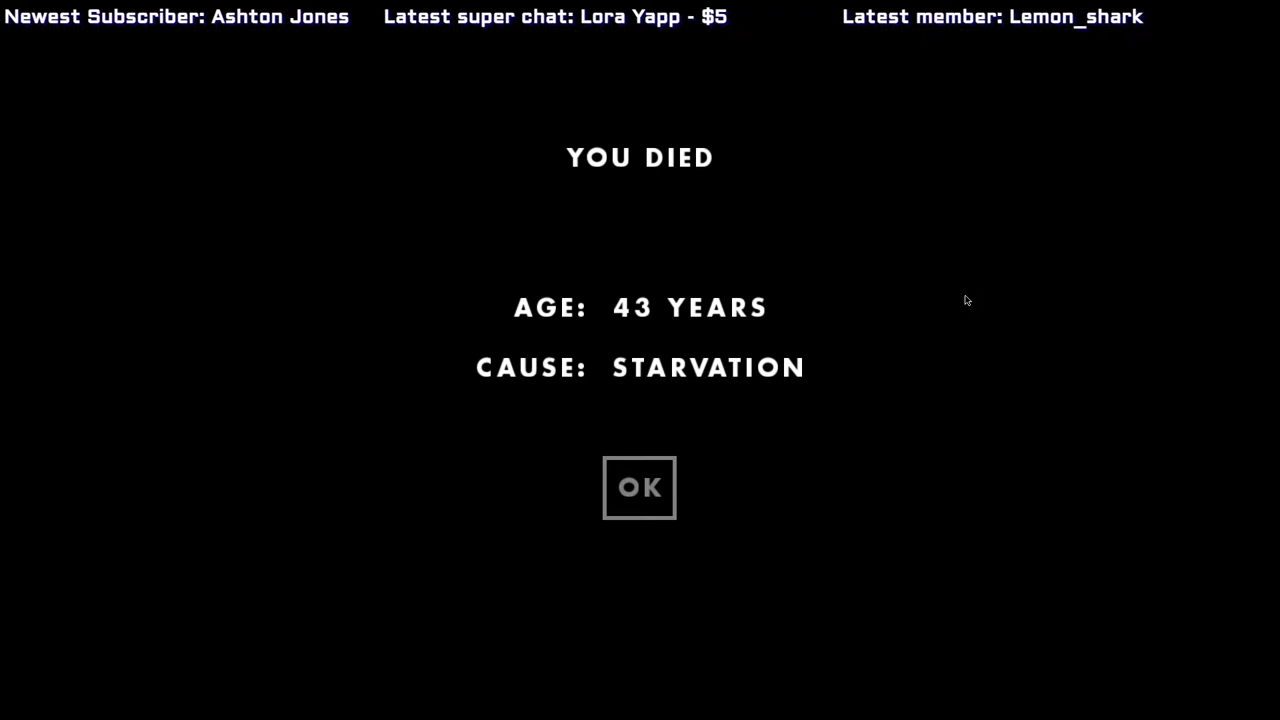 Newest Subscriber: Ashton Jones Latest super chat: Lora Yapp - $5 Latest member: Lemon_shark
YOU DIED
AGE: 43 YEARS
CAUSE: STARVATION
OK